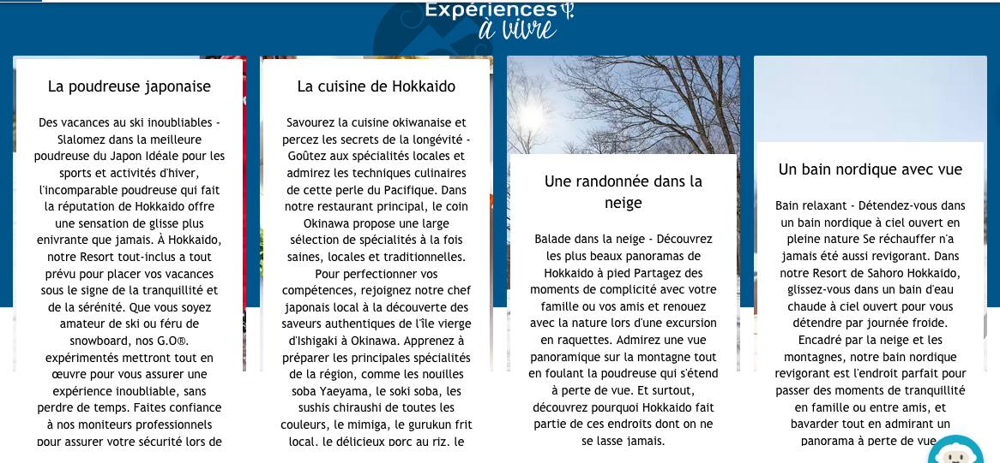 Expériences
à vivre
La poudreuse japonaise
Des vacances au ski inoubliables -
Slalomez dans la meilleure
poudreuse du Japon Idéale pour les
sports et activités d'hiver,
l'incomparable poudreuse qui fait
la réputation de Hokkaido offre
une sensation de glisse plus
enivrante que jamais. À Hokkaido,
notre Resort tout-inclus a tout
prévu pour placer vos vacances
sous le signe de la tranquillité et
de la sérénité. Que vous soyez
amateur de ski ou féru de
snowboard, nos G.O®.
expérimentés mettront tout en
œuvre pour vous assurer une
expérience inoubliable, sans
perdre de temps. Faites confiance
à nos moniteurs professionnels
pour assurer votre sécurité lors de
La cuisine de Hokkaido
Savourez la cuisine okiwanaise et
percez les secrets de la longévité -
Goûtez aux spécialités locales et
admirez les techniques culinaires
de cette perle du Pacifique. Dans
notre restaurant principal, le coin
Okinawa propose une large
sélection de spécialités à la fois
saines, locales et traditionnelles.
Pour perfectionner vos
compétences, rejoignez notre chef
japonais local à la découverte des
saveurs authentiques de l'île vierge
d'Ishigaki à Okinawa. Apprenez à
préparer les principales spécialités
de la région, comme les nouilles
soba Yaeyama, le soki soba, les
sushis chiraushi de toutes les
couleurs, le mimiga, le gurukun frit
local, le délicieux porc au riz, le
Une randonnée dans la
neige
Balade dans la neige - Découvrez
les plus beaux panoramas de
Hokkaido à pied Partagez des
moments de complicité avec votre
famille ou vos amis et renouez
avec la nature lors d'une excursion
en raquettes. Admirez une vue
panoramique sur la montagne tout
en foulant la poudreuse qui s'étend
à perte de vue. Et surtout,
découvrez pourquoi Hokkaido fait
partie de ces endroits dont on ne
se lasse jamais.
Un bain nordique avec vue
Bain relaxant - Détendez-vous dans
un bain nordique à ciel ouvert en
pleine nature Se réchauffer n'a
jamais été aussi revigorant. Dans
notre Resort de Sahoro Hokkaido,
glissez-vous dans un bain d'eau
chaude à ciel ouvert pour vous
détendre par journée froide.
Encadré par la neige et les
montagnes, notre bain nordique
revigorant est l'endroit parfait pour
passer des moments de tranquillité
en famille ou entre amis, et
bavarder tout en admirant un
panorama à perte de vue